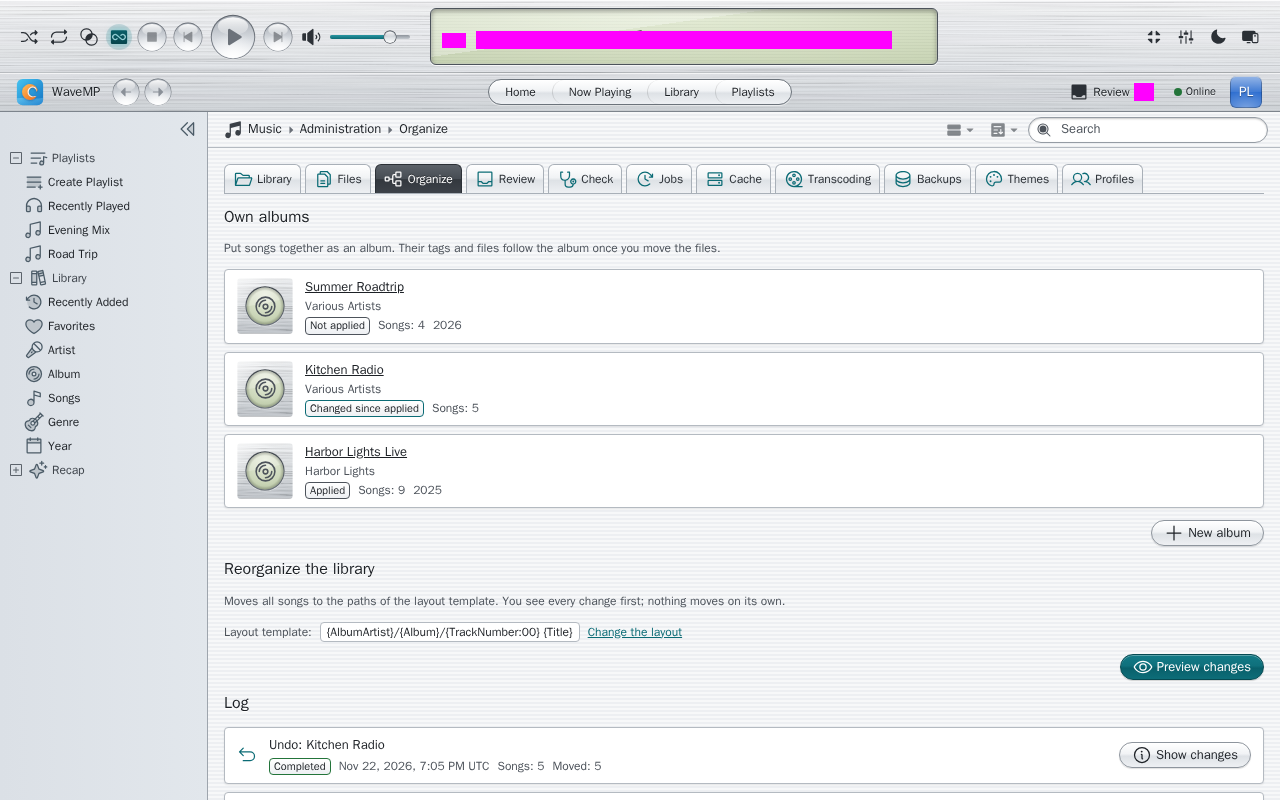 WaveMP
Home
Now Playing
Library
Playlists
Review
Online
PL
Music
Administration
Organize
Search
Playlists
Create Playlist
Recently Played
Evening Mix
Road Trip
Library
Recently Added
Favorites
Artist
Album
Songs
Genre
Year
Recap
Library
Files
Organize
Review
Check
Jobs
Cache
Transcoding
Backups
Themes
Profiles
Own albums
Put songs together as an album. Their tags and files follow the album once you move the files.
Summer Roadtrip
Various Artists
Not applied Songs: 4 2026
Kitchen Radio
Various Artists
Changed since applied Songs: 5
Harbor Lights Live
Harbor Lights
Applied Songs: 9 2025
New album
Reorganize the library
Moves all songs to the paths of the layout template. You see every change first; nothing moves on its own.
Layout template: {AlbumArtist}/{Album}/{TrackNumber:00} {Title} Change the layout
Preview changes
Log
Undo: Kitchen Radio
Completed Nov 22, 2026, 7:05 PM UTC Songs: 5 Moved: 5
Show changes